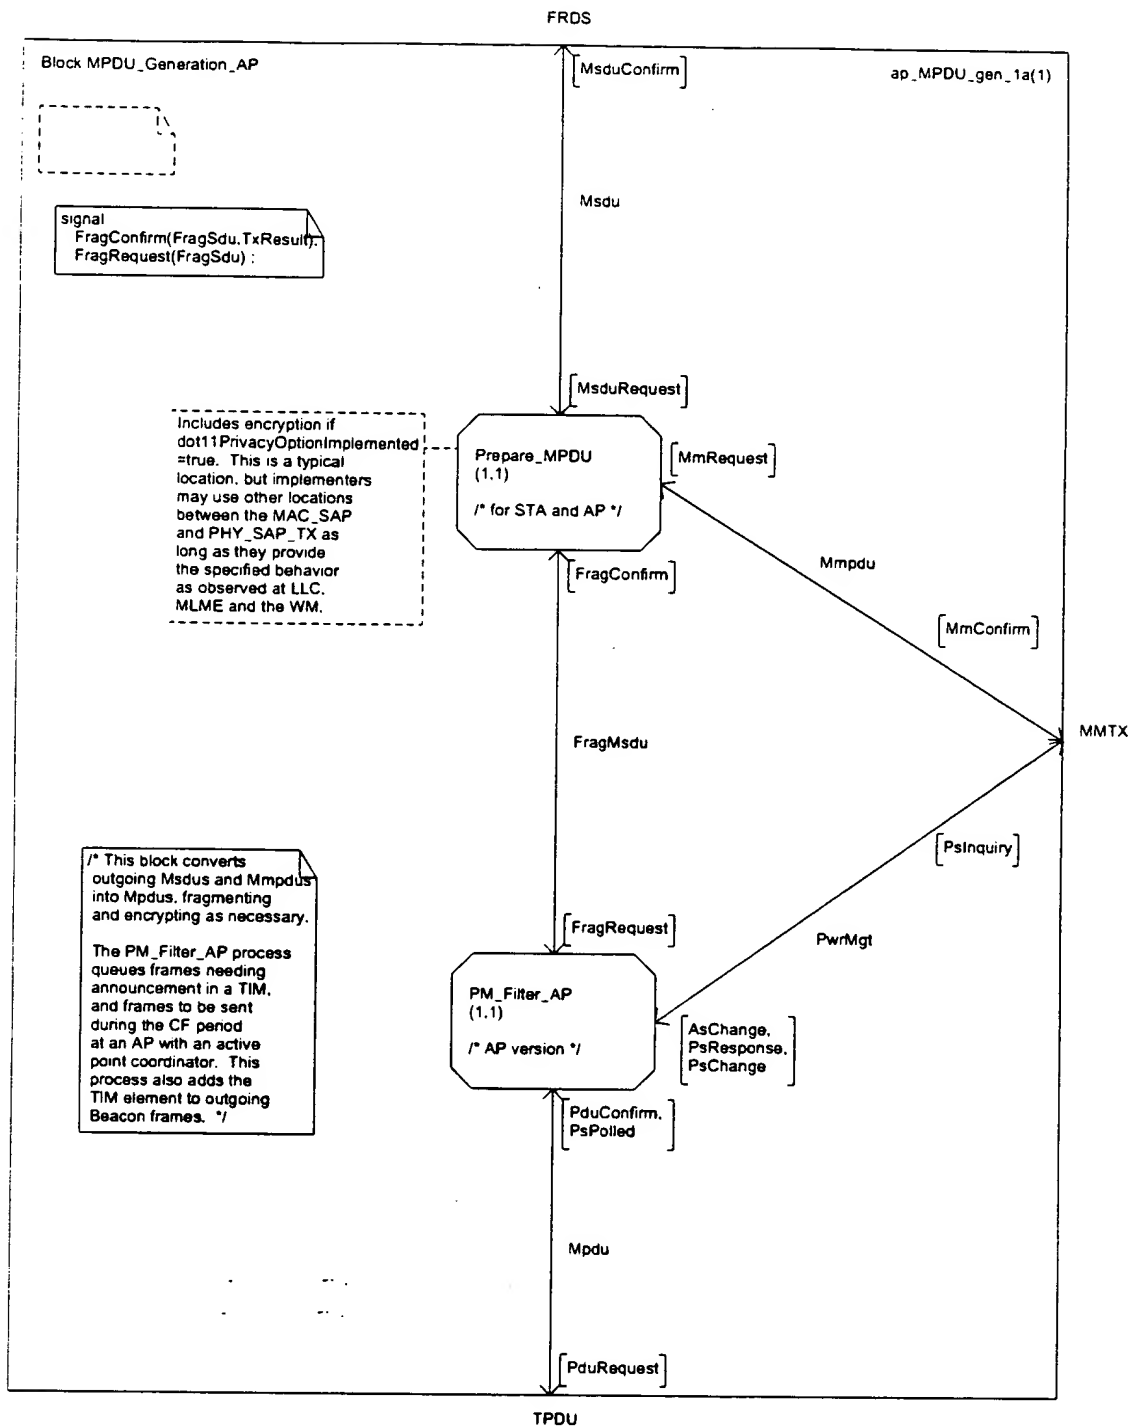 FRDS
Block MPDU_Generation_AP
ap_MPDU_gen_1a(1)
MsduConfirm
Msdu
signal
FragConfirm(FragSdu,TxResult),
FragRequest(FragSdu) ;
MsduRequest
Includes encryption if
dot11PrivacyOptionImplemented
=true. This is a typical
location, but implementers
may use other locations
between the MAC_SAP
and PHY_SAP_TX as
long as they provide
the specified behavior
as observed at LLC,
MLME and the WM.
Prepare_MPDU
(1,1)
/* for STA and AP */
MmRequest
FragConfirm
Mmpdu
MmConfirm
FragMsdu
MMTX
PsInquiry
PwrMgt
/* This block converts
outgoing Msdus and Mmpdus
into Mpdus, fragmenting
and encrypting as necessary.
The PM_Filter_AP process
queues frames needing
announcement in a TIM,
and frames to be sent
during the CF period
at an AP with an active
point coordinator. This
process also adds the
TIM element to outgoing
Beacon frames. */
FragRequest
PM_Filter_AP
(1,1)
/* AP version */
AsChange,
PsResponse,
PsChange
PduConfirm,
PsPolled
Mpdu
PduRequest
TPDU